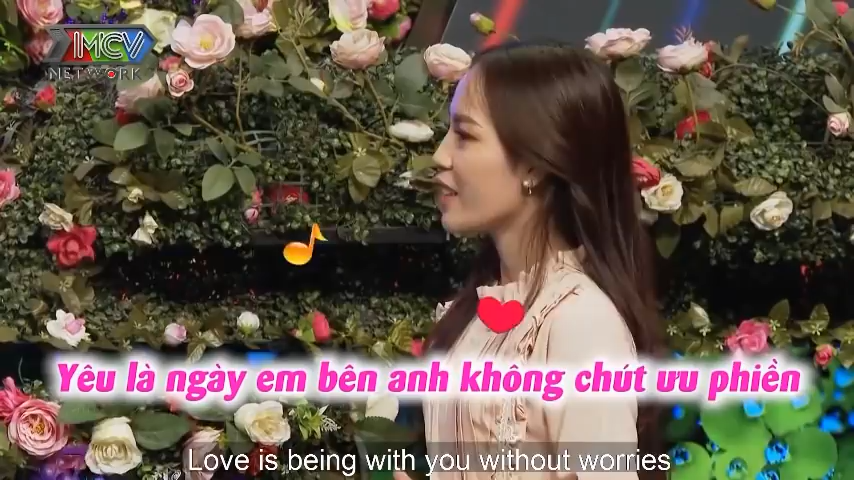 MCV
NETWORK
Yêu là ngày em bên anh không chút ưu phiền
Love is being with you without worries